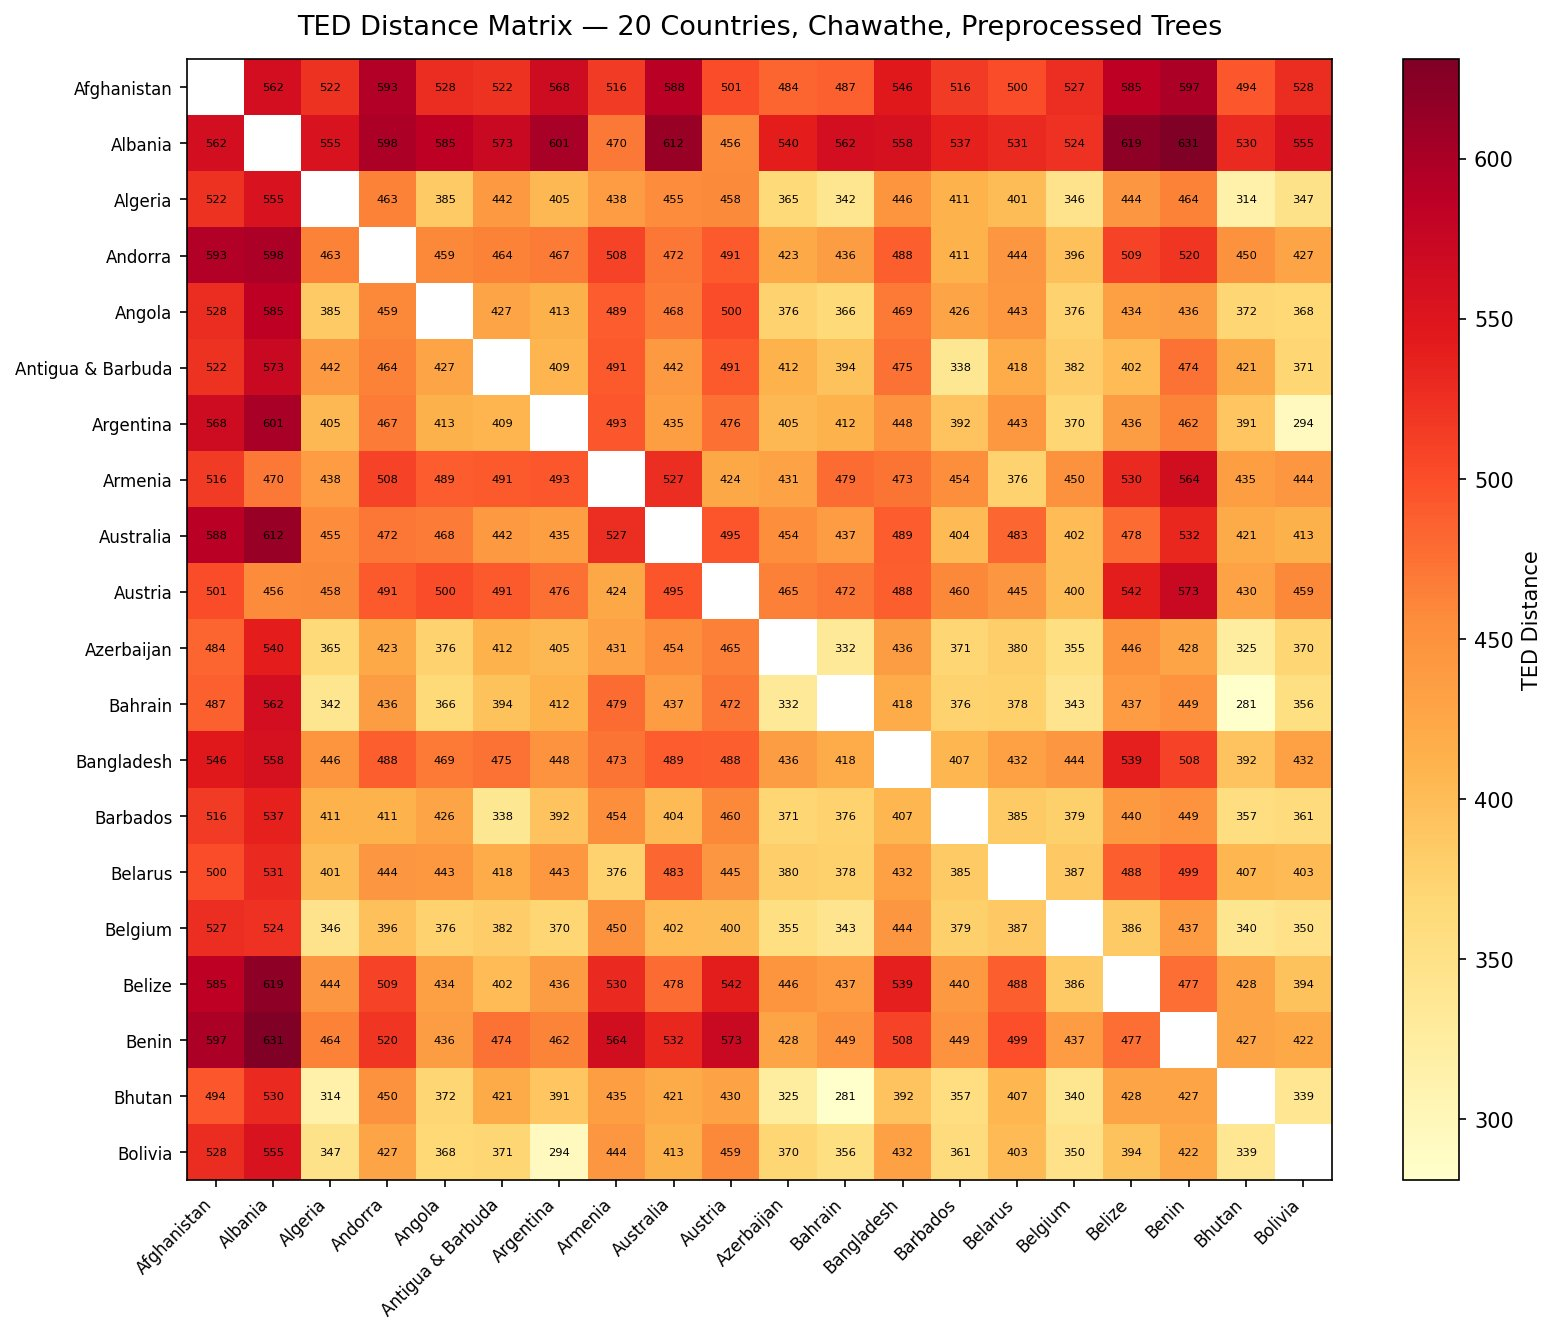 TED Distance Matrix — 20 Countries, Chawathe, Preprocessed Trees
Afghanistan 562 522 593 528 522 568 516 588 501 484 487 546 516 500 527 585 597 494 528
Albania 562 555 598 585 573 601 470 612 456 540 562 558 537 531 524 619 631 530 555
Algeria 522 555 463 385 442 405 438 455 458 365 342 446 411 401 346 444 464 314 347
Andorra 593 598 463 459 464 467 508 472 491 423 436 488 411 444 396 509 520 450 427
Angola 528 585 385 459 427 413 489 468 500 376 366 469 426 443 376 434 436 372 368
Antigua & Barbuda 522 573 442 464 427 409 491 442 491 412 394 475 338 418 382 402 474 421 371
Argentina 568 601 405 467 413 409 493 435 476 405 412 448 392 443 370 436 462 391 294
Armenia 516 470 438 508 489 491 493 527 424 431 479 473 454 376 450 530 564 435 444
Australia 588 612 455 472 468 442 435 527 495 454 437 489 404 483 402 478 532 421 413
Austria 501 456 458 491 500 491 476 424 495 465 472 488 460 445 400 542 573 430 459
Azerbaijan 484 540 365 423 376 412 405 431 454 465 332 436 371 380 355 446 428 325 370
Bahrain 487 562 342 436 366 394 412 479 437 472 332 418 376 378 343 437 449 281 356
Bangladesh 546 558 446 488 469 475 448 473 489 488 436 418 407 432 444 539 508 392 432
Barbados 516 537 411 411 426 338 392 454 404 460 371 376 407 385 379 440 449 357 361
Belarus 500 531 401 444 443 418 443 376 483 445 380 378 432 385 387 488 499 407 403
Belgium 527 524 346 396 376 382 370 450 402 400 355 343 444 379 387 386 437 340 350
Belize 585 619 444 509 434 402 436 530 478 542 446 437 539 440 488 386 477 428 394
Benin 597 631 464 520 436 474 462 564 532 573 428 449 508 449 499 437 477 427 422
Bhutan 494 530 314 450 372 421 391 435 421 430 325 281 392 357 407 340 428 427 339
Bolivia 528 555 347 427 368 371 294 444 413 459 370 356 432 361 403 350 394 422 339
Afghanistan
Albania
Algeria
Andorra
Angola
Antigua & Barbuda
Argentina
Armenia
Australia
Austria
Azerbaijan
Bahrain
Bangladesh
Barbados
Belarus
Belgium
Belize
Benin
Bhutan
Bolivia
600
550
500
450
400
350
300
TED Distance